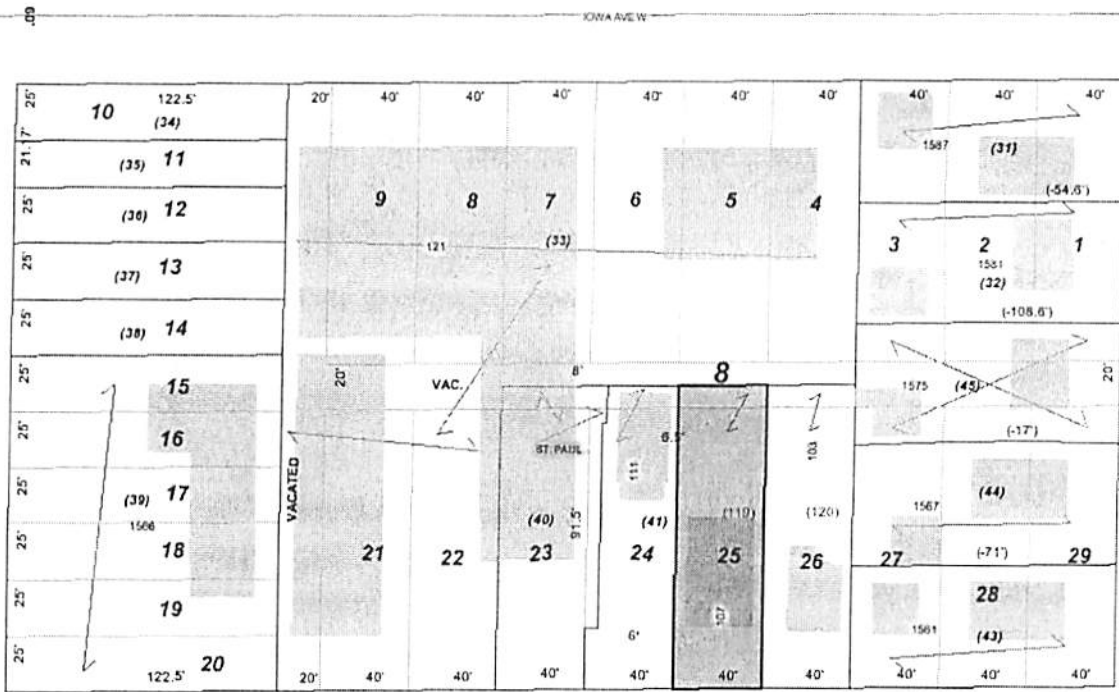 60
IOWA AVE W
25' 10 122.5' 20' 40' 40' 40' 40' 40' 40' 40' 40' 40'
(34)
21.17' (35) 11
1587 (31)
(-54.6')
25' (36) 12 9 8 7 6 5 4
121 (33) 3 2 1
1581
(32)
25' (37) 13
(-108.6')
25' (38) 14
25' 15 20' VAC. 8' 8 1575 (45) 20'
25' 16 ST. PAUL 6.5' 103
111 (-17')
VACATED
25' (39) 17 (40) 91.5' (41) (119) (120) 1567 (44)
1566
25' 18 21 22 23 24 25 26 27 (-71') 29
25' 19 107 28
6' 1561 (43)
25' 20
122.5' 20' 40' 40' 40' 40' 40' 40' 40' 40' 40'